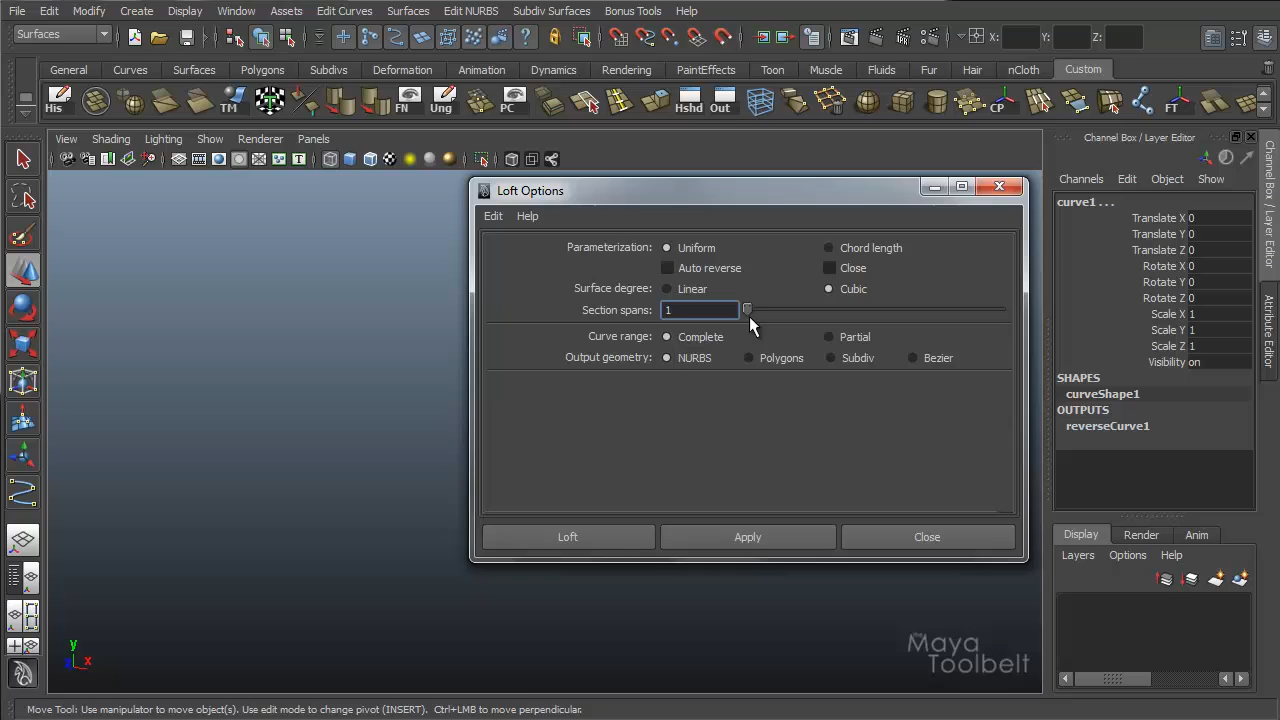 File Edit Modify Create Display Window Assets Edit Curves Surfaces Edit NURBS Subdiv Surfaces Bonus Tools Help
Surfaces X: Y: Z:
General Curves Surfaces Polygons Subdivs Deformation Animation Dynamics Rendering PaintEffects Toon Muscle Fluids Fur Hair nCloth Custom
His TM FN Ung PC Hshd Out CP FT
View Shading Lighting Show Renderer Panels
Channel Box / Layer Editor
Channels Edit Object Show
curve1 ...
Translate X 0
Translate Y 0
Translate Z 0
Rotate X 0
Rotate Y 0
Rotate Z 0
Scale X 1
Scale Y 1
Scale Z 1
Visibility on
SHAPES
curveShape1
OUTPUTS
reverseCurve1
Channel Box / Layer Editor
Attribute Editor
Loft Options
Edit Help
Parameterization: Uniform Chord length
Auto reverse Close
Surface degree: Linear Cubic
Section spans: 1
Curve range: Complete Partial
Output geometry: NURBS Polygons Subdiv Bezier
Loft Apply Close
Display Render Anim
Layers Options Help
y
z x
the
Maya
Toolbelt
Move Tool: Use manipulator to move object(s). Use edit mode to change pivot (INSERT). Ctrl+LMB to move perpendicular.